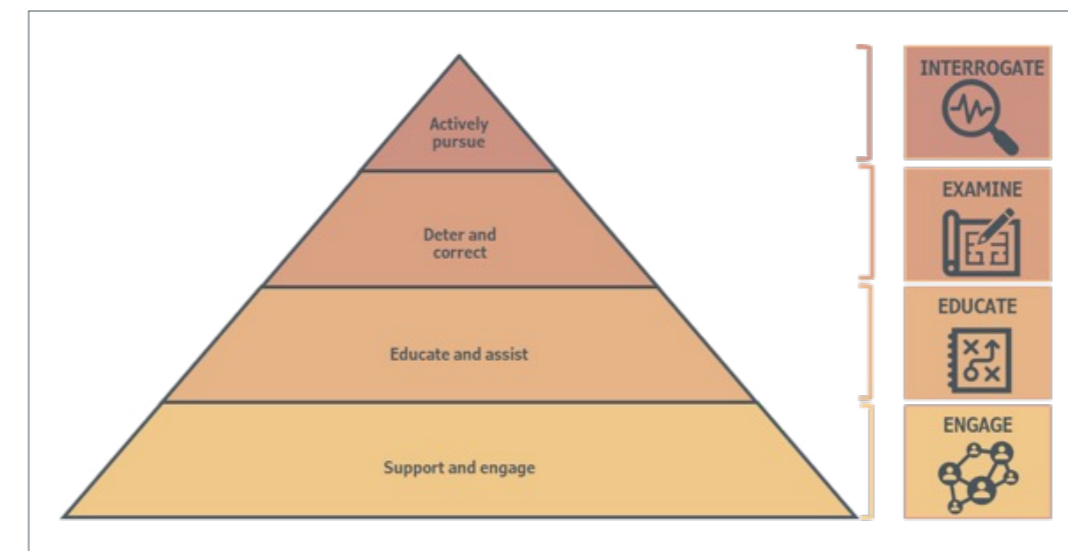 Actively
pursue
INTERROGATE
Deter and
correct
EXAMINE
Educate and assist
EDUCATE
Support and engage
ENGAGE